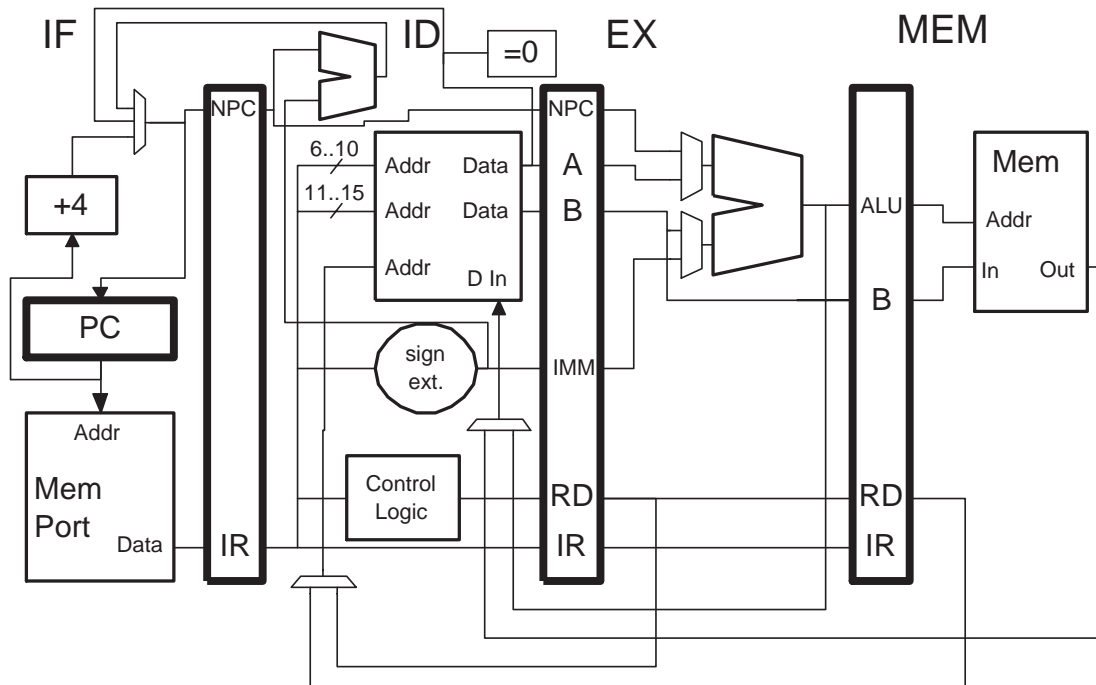 IF
ID
EX
MEM
=0
NPC
NPC
6..10
Addr
Data
A
Mem
11..15
+4
Addr
Data
B
ALU
Addr
Addr
D In
In
Out
PC
B
sign
ext.
IMM
Addr
Mem
Port
Control
Logic
RD
RD
Data
IR
IR
IR